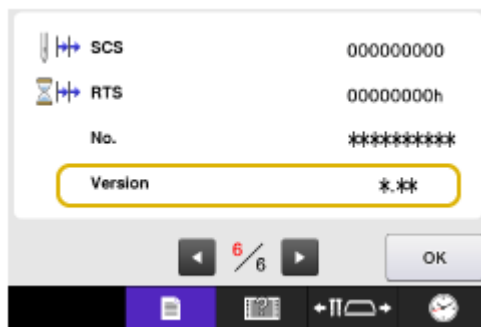 SCS 000000000
RTS 00000000h
No. **********
Version *.**
6/6
OK